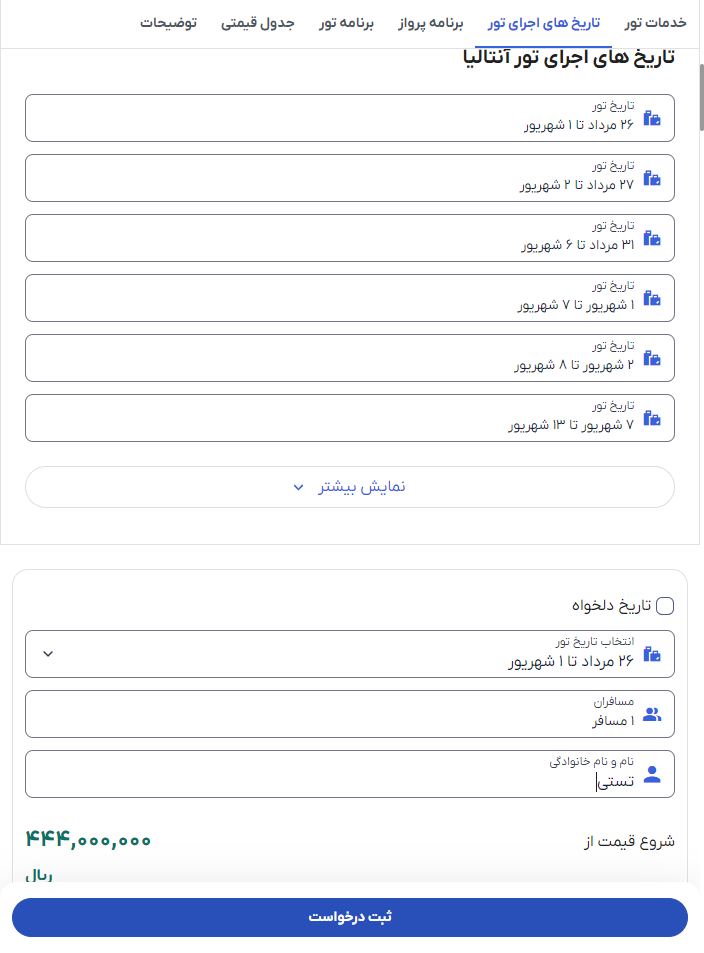 خدمات تور
تاریخ های اجرای تور
برنامه پرواز
برنامه تور
جدول قیمتی
توضیحات
تاریخ های اجرای تور آنتالیا
تاریخ تور
۲۶ مرداد تا ۱ شهریور
تاریخ تور
۲۷ مرداد تا ۲ شهریور
تاریخ تور
۳۱ مرداد تا ۶ شهریور
تاریخ تور
۱ شهریور تا ۷ شهریور
تاریخ تور
۲ شهریور تا ۸ شهریور
تاریخ تور
۷ شهریور تا ۱۳ شهریور
نمایش بیشتر
تاریخ دلخواه
انتخاب تاریخ تور
۲۶ مرداد تا ۱ شهریور
مسافران
۱ مسافر
نام و نام خانوادگی
تستی
شروع قیمت از
۴۴۴,۰۰۰,۰۰۰
ریال
ثبت درخواست